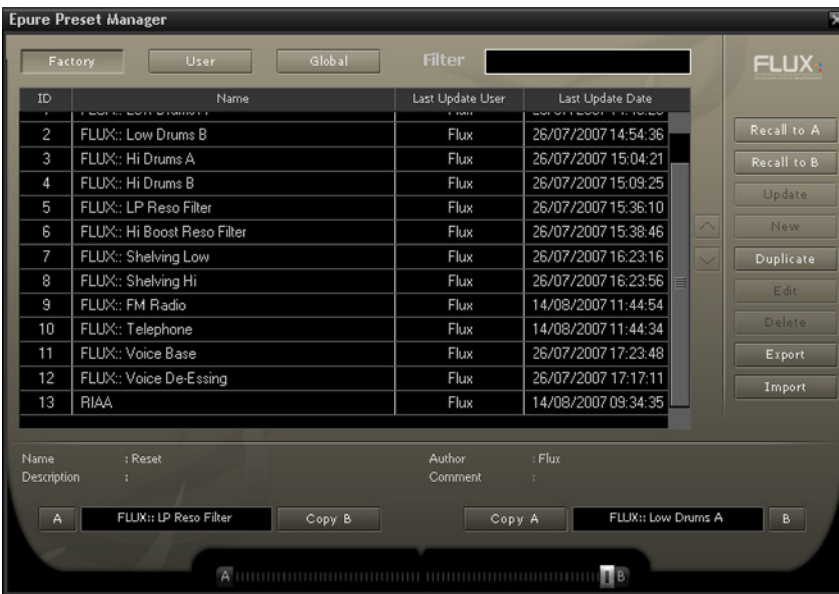 Epure Preset Manager
Factory User Global Filter
FLUX::
ID Name Last Update User Last Update Date
2 FLUX:: Low Drums B Flux 26/07/2007 14:54:36
3 FLUX:: Hi Drums A Flux 26/07/2007 15:04:21
4 FLUX:: Hi Drums B Flux 26/07/2007 15:09:25
5 FLUX:: LP Reso Filter Flux 26/07/2007 15:36:10
6 FLUX:: Hi Boost Reso Filter Flux 26/07/2007 15:38:46
7 FLUX:: Shelving Low Flux 26/07/2007 16:23:16
8 FLUX:: Shelving Hi Flux 26/07/2007 16:23:56
9 FLUX:: FM Radio Flux 14/08/2007 11:44:54
10 FLUX:: Telephone Flux 14/08/2007 11:44:34
11 FLUX:: Voice Base Flux 26/07/2007 17:23:48
12 FLUX:: Voice De-Essing Flux 26/07/2007 17:17:11
13 RIAA Flux 14/08/2007 09:34:35
Recall to A
Recall to B
Update
New
Duplicate
Edit
Delete
Export
Import
Name : Reset Author : Flux
Description : Comment :
A FLUX:: LP Reso Filter Copy B Copy A FLUX:: Low Drums A B
A B